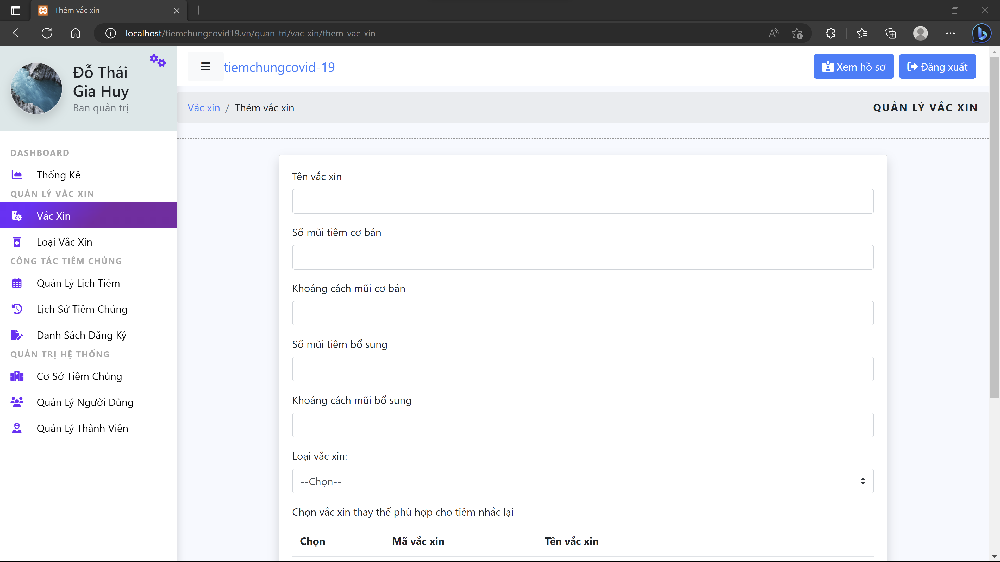 Thêm vắc xin
localhost/tiemchungcovid19.vn/quan-tri/vac-xin/them-vac-xin
Đỗ Thái
Gia Huy
Ban quản trị
DASHBOARD
Thống Kê
QUẢN LÝ VẮC XIN
Vắc Xin
Loại Vắc Xin
CÔNG TÁC TIÊM CHỦNG
Quản Lý Lịch Tiêm
Lịch Sử Tiêm Chủng
Danh Sách Đăng Ký
QUẢN TRỊ HỆ THỐNG
Cơ Sở Tiêm Chủng
Quản Lý Người Dùng
Quản Lý Thành Viên
tiemchungcovid-19
Xem hồ sơ
Đăng xuất
Vắc xin / Thêm vắc xin
QUẢN LÝ VẮC XIN
Tên vắc xin
Số mũi tiêm cơ bản
Khoảng cách mũi cơ bản
Số mũi tiêm bổ sung
Khoảng cách mũi bổ sung
Loại vắc xin:
--Chọn--
Chọn vắc xin thay thế phù hợp cho tiêm nhắc lại
Chọn Mã vắc xin Tên vắc xin